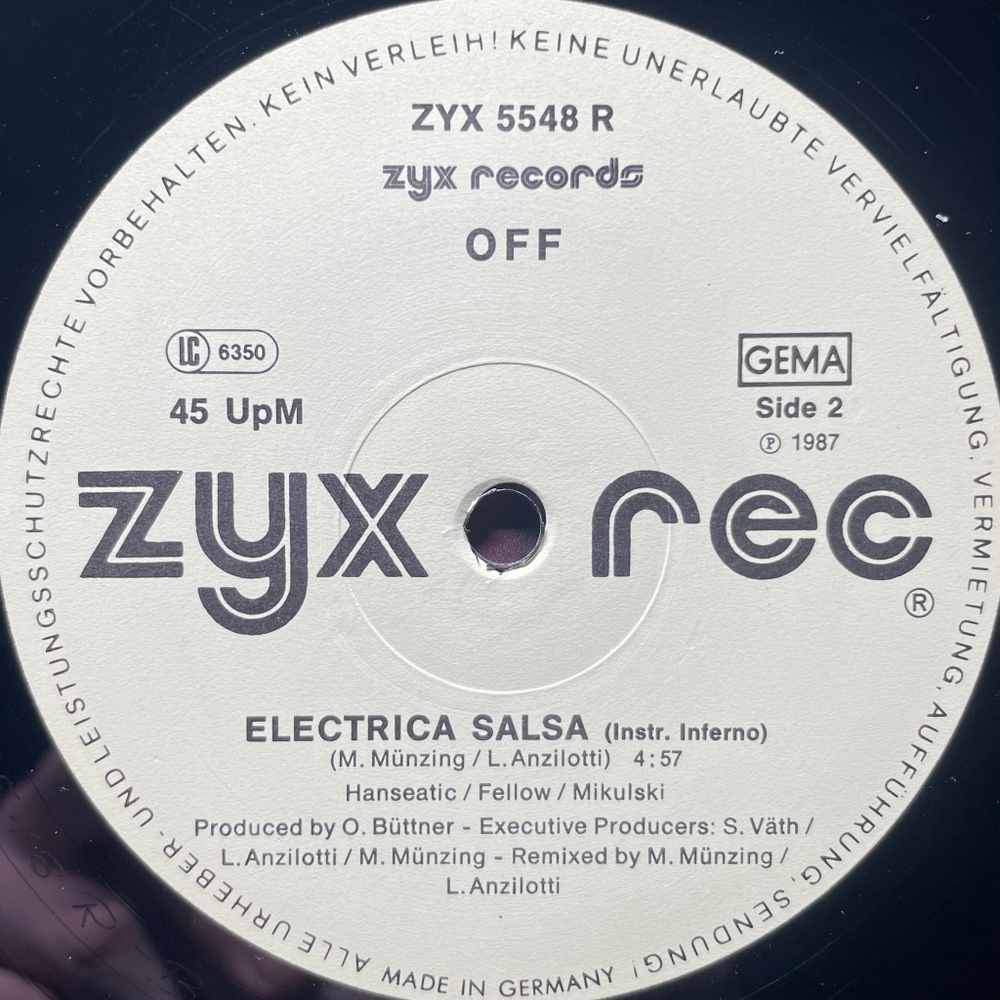 ALLE URHEBER- UND LEISTUNGSSCHUTZRECHTE VORBEHALTEN. KEIN VERLEIH! KEINE UNERLAUBTE VERVIELFÄLTIGUNG, VERMIETUNG, AUFFÜHRUNG, SENDUNG!
ZYX 5548 R
zyx records
OFF
LC 6350
GEMA
45 UpM
Side 2
℗ 1987
zyx rec
®
ELECTRICA SALSA (Instr. Inferno)
(M. Münzing / L. Anzilotti) 4:57
Hanseatic / Fellow / Mikulski
Produced by O. Büttner - Executive Producers: S. Väth /
L. Anzilotti / M. Münzing - Remixed by M. Münzing /
L. Anzilotti
MADE IN GERMANY